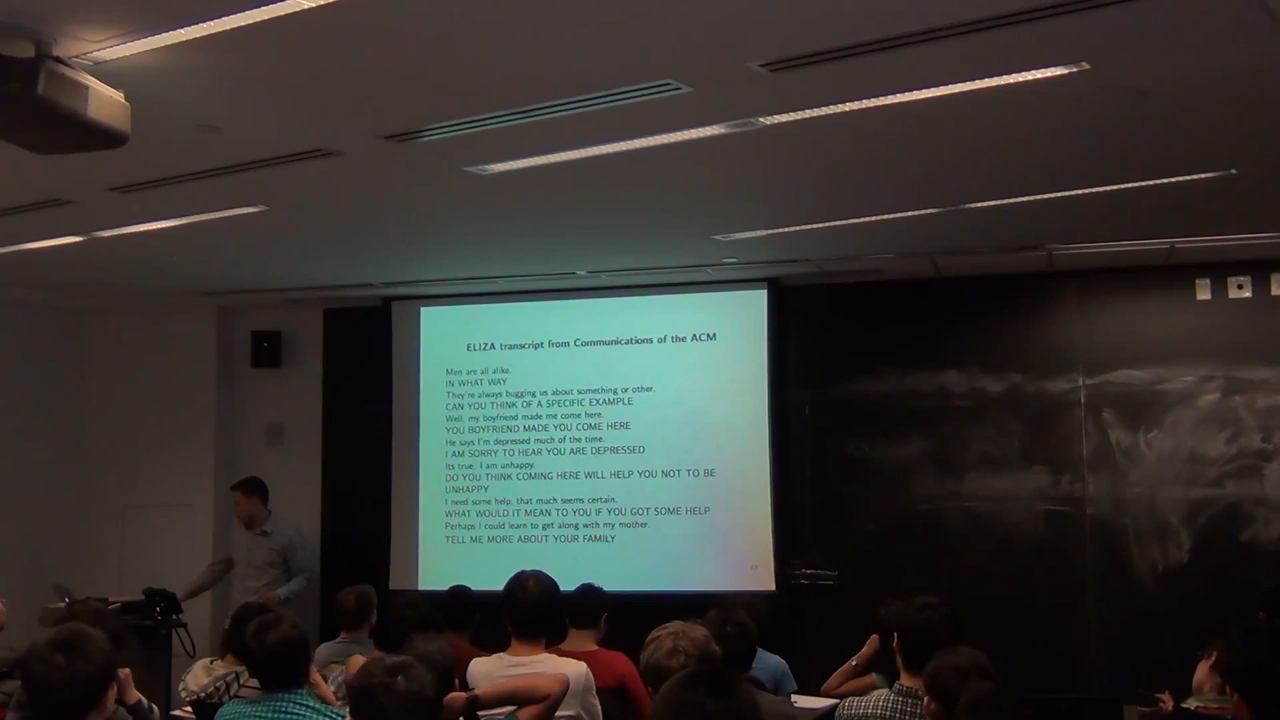 ELIZA transcript from Communications of the ACM
Men are all alike.
IN WHAT WAY
They're always bugging us about something or other.
CAN YOU THINK OF A SPECIFIC EXAMPLE
Well, my boyfriend made me come here.
YOU BOYFRIEND MADE YOU COME HERE
He says I'm depressed much of the time.
I AM SORRY TO HEAR YOU ARE DEPRESSED
Its true. I am unhappy.
DO YOU THINK COMING HERE WILL HELP YOU NOT TO BE
UNHAPPY
I need some help, that much seems certain.
WHAT WOULD IT MEAN TO YOU IF YOU GOT SOME HELP
Perhaps I could learn to get along with my mother.
TELL ME MORE ABOUT YOUR FAMILY